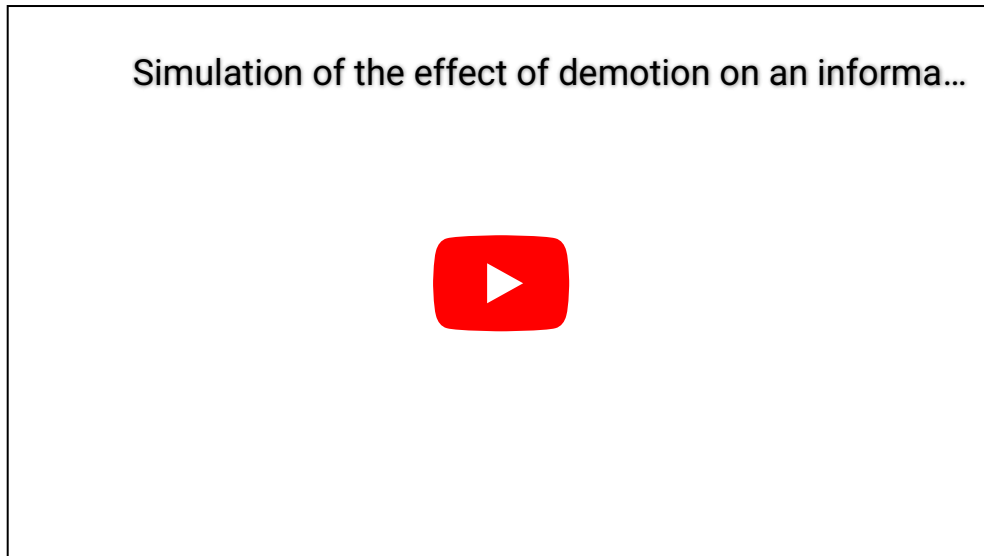 Simulation of the effect of demotion on an informa…